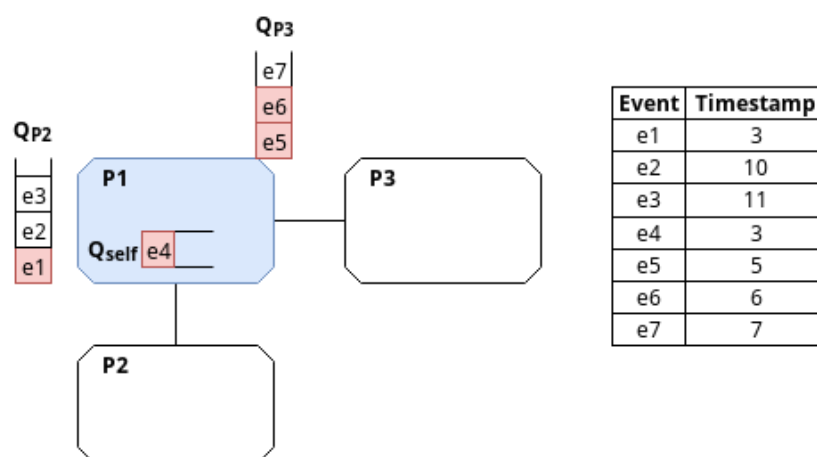 QP3
e7
e6
e5
QP2
e3
e2
e1
P1
Qself e4
P3
P2
Event Timestamp
e1 3
e2 10
e3 11
e4 3
e5 5
e6 6
e7 7